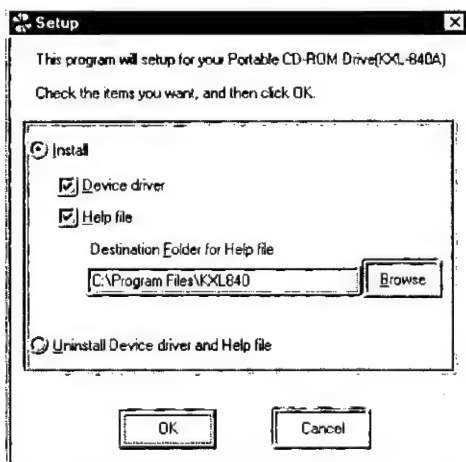 Setup
This program will setup for your Portable CD-ROM Drive(KXL-840A)
Check the items you want, and then click OK.
Install
Device driver
Help file
Destination Folder for Help file
C:\Program Files\KXL840 Browse
Uninstall Device driver and Help file
OK Cancel